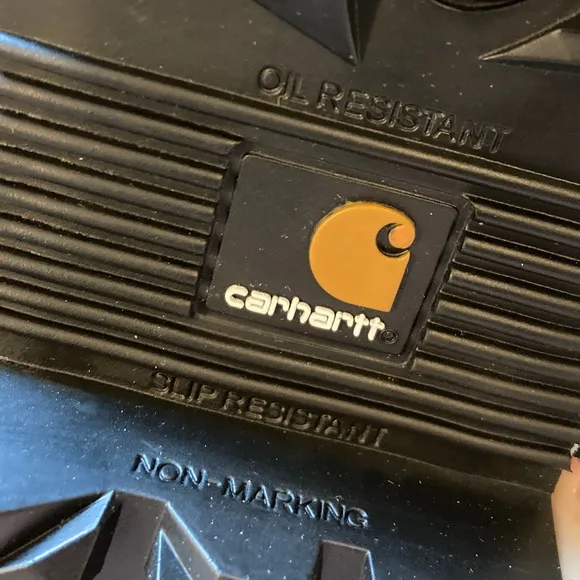 OIL RESISTANT
carhartt®
SLIP RESISTANT
NON-MARKING